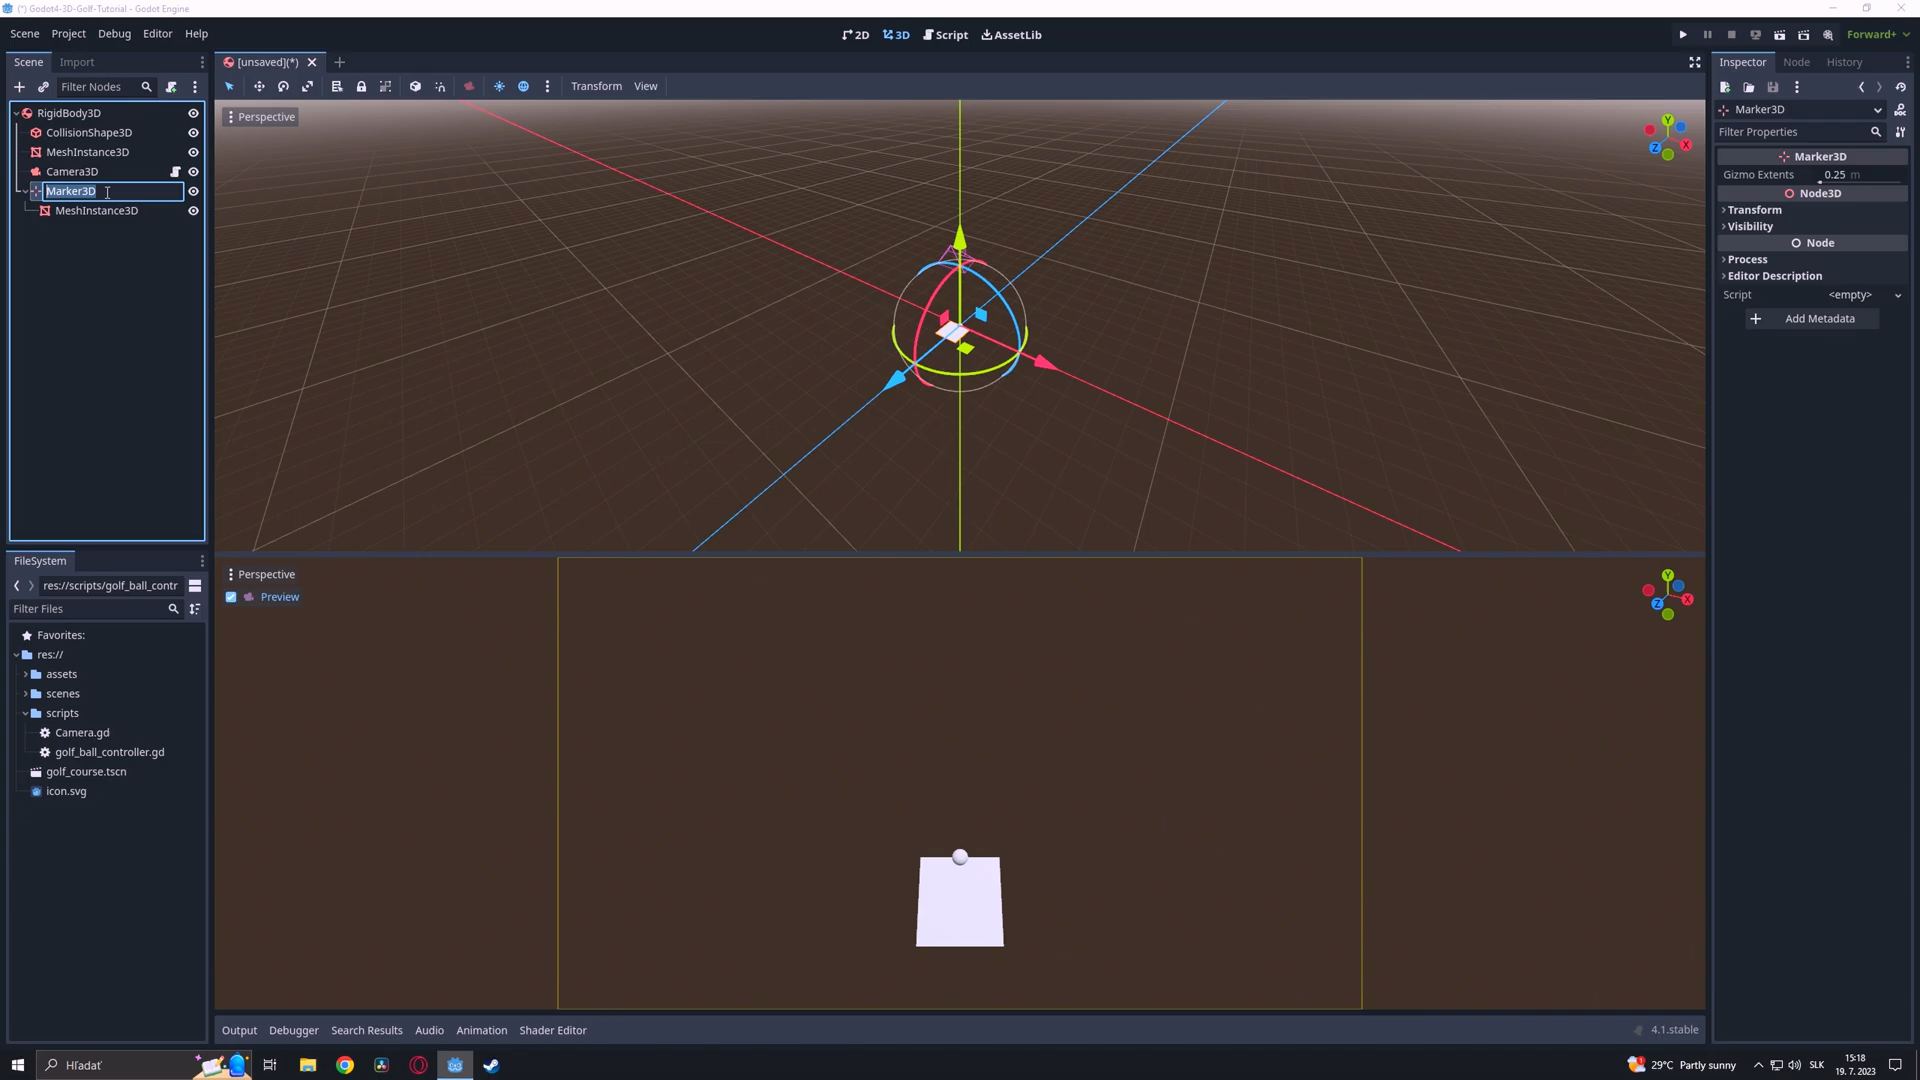 (*) Godot4-3D-Golf-Tutorial - Godot Engine
Scene Project Debug Editor Help
2D 3D Script AssetLib
Forward+
Scene Import
[unsaved](*)
Inspector Node History
Filter Nodes
Transform View
RigidBody3D
CollisionShape3D
MeshInstance3D
Camera3D
Marker3D
MeshInstance3D
Perspective
Y
X
Z
Marker3D
Filter Properties
Marker3D
Gizmo Extents 0.25 m
Node3D
Transform
Visibility
Node
Process
Editor Description
Script <empty>
Add Metadata
FileSystem
res://scripts/golf_ball_contr
Filter Files
Favorites:
res://
assets
scenes
scripts
Camera.gd
golf_ball_controller.gd
golf_course.tscn
icon.svg
Perspective
Preview
Y
X
Z
Output Debugger Search Results Audio Animation Shader Editor
4.1.stable
Hľadať
29°C Partly sunny
SLK
15:18
19. 7. 2023